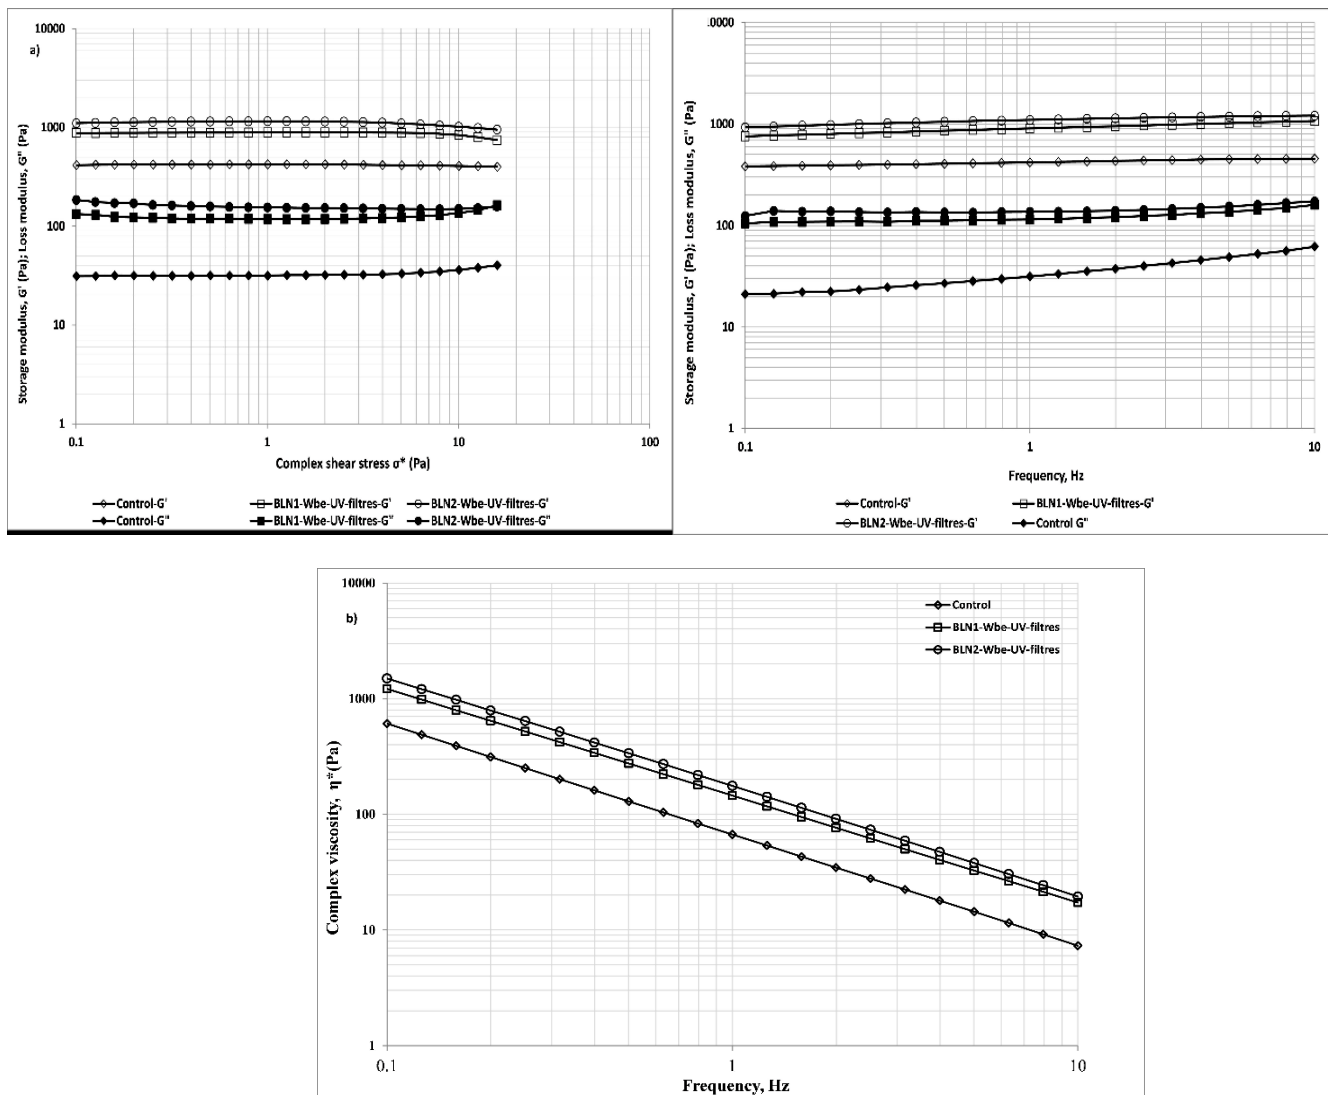 10000
a)
1000
100
10
1
0.1 1 10 100
Storage modulus, G' (Pa); Loss modulus, G" (Pa)
Complex shear stress σ* (Pa)
Control-G' BLN1-Wbe-UV-filtres-G' BLN2-Wbe-UV-filtres-G'
Control-G" BLN1-Wbe-UV-filtres-G" BLN2-Wbe-UV-filtres-G"
10000
1000
100
10
1
0.1 1 10
Storage modulus, G' (Pa); Loss modulus, G" (Pa)
Frequency, Hz
Control-G' BLN1-Wbe-UV-filtres-G'
BLN2-Wbe-UV-filtres-G' Control G"
10000
b)
1000
100
10
1
0.1 1 10
Complex viscosity, η*(Pa)
Frequency, Hz
Control
BLN1-Wbe-UV-filtres
BLN2-Wbe-UV-filtres